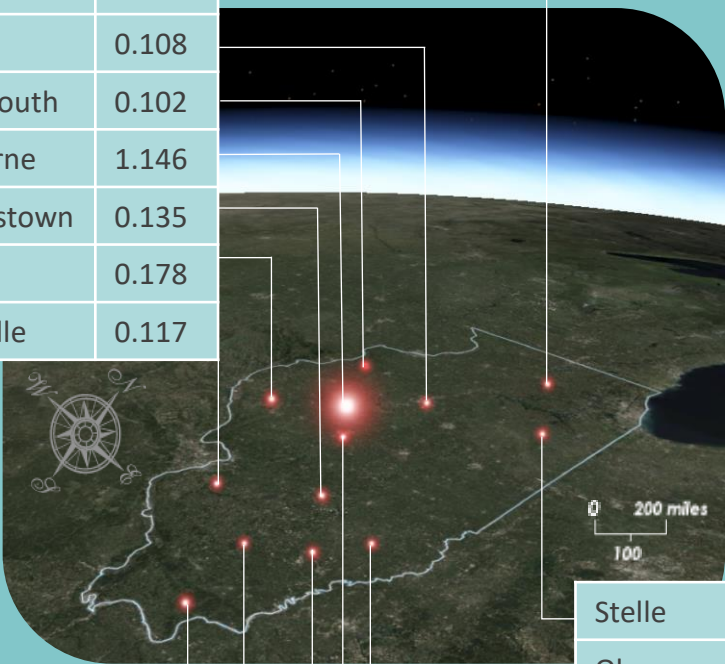 0.108
outh 0.102
rne 1.146
stown 0.135
0.178
lle 0.117
W N
S E
0 200 miles
100
Stelle